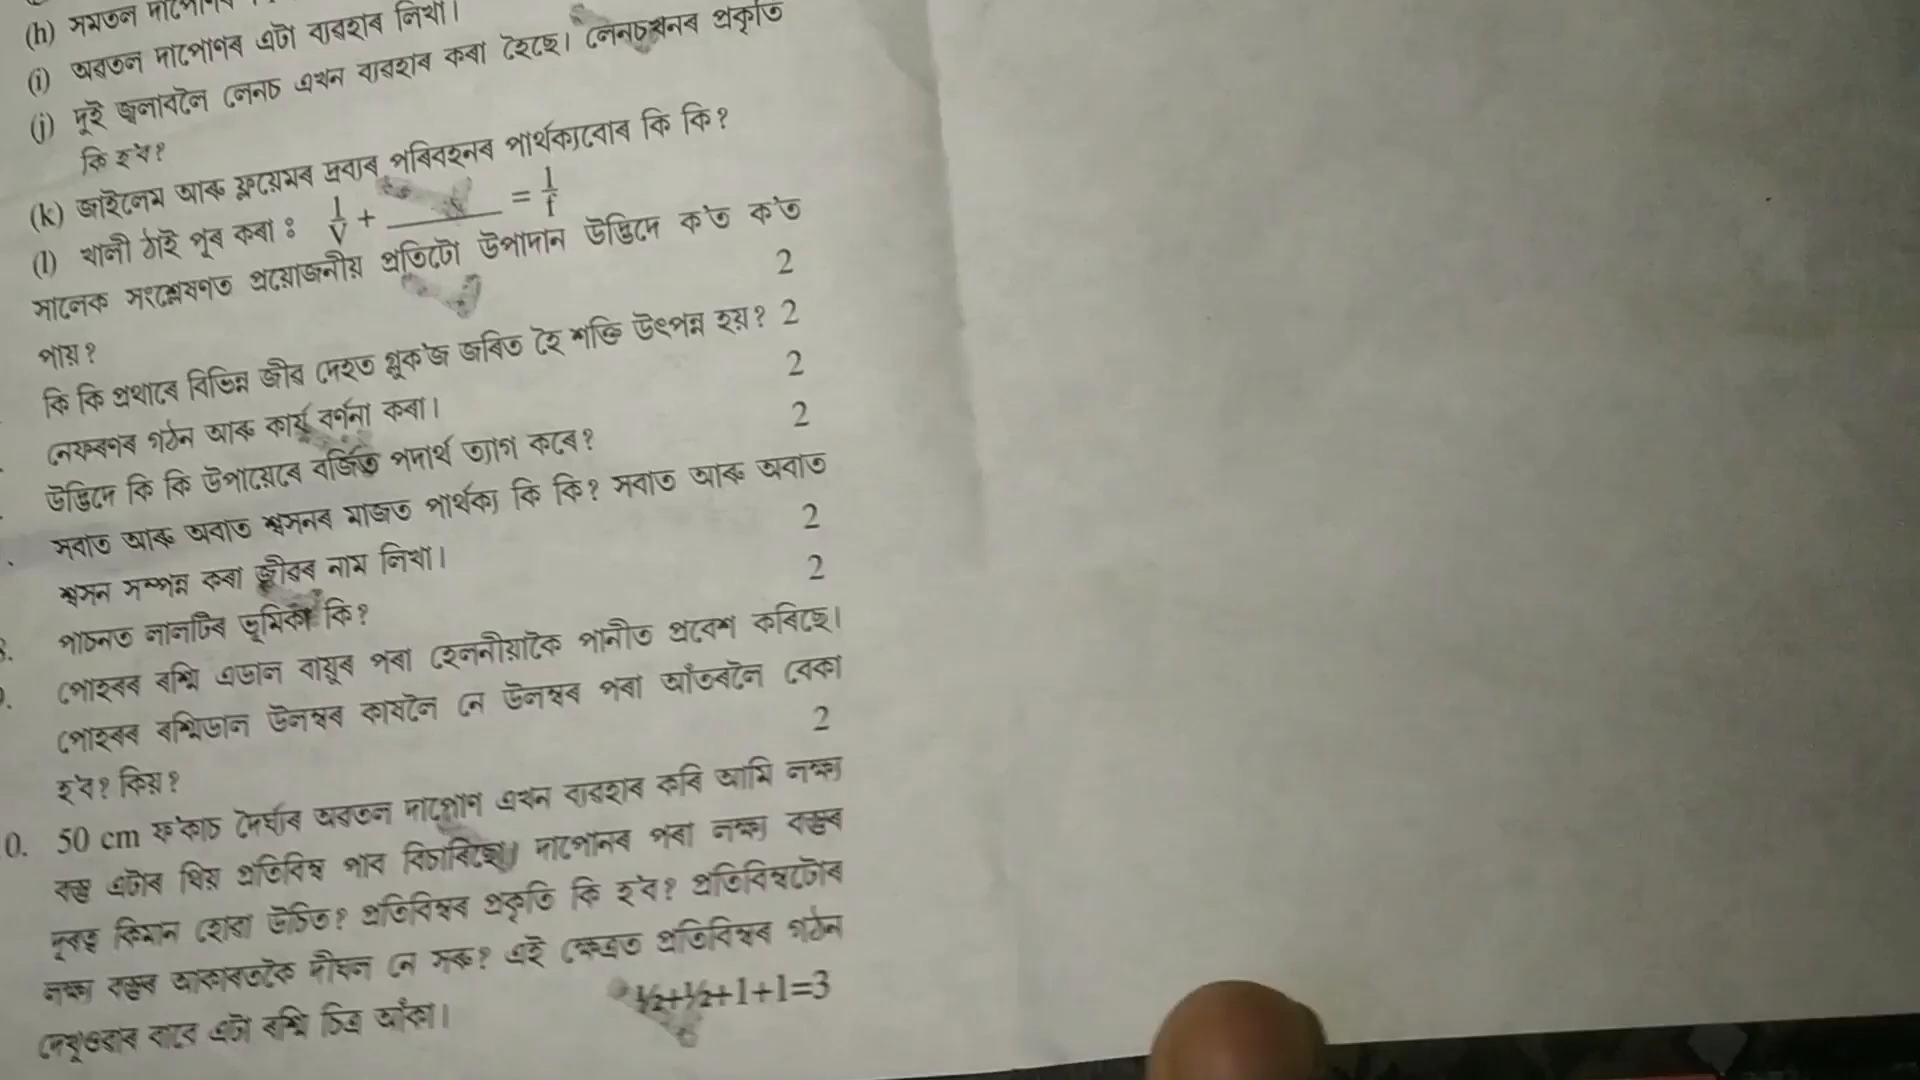 (h) সমতল দাপোণৰ
(i) অৱতল দাপোণৰ এটা ব্যৱহাৰ লিখা।
(j) দূই জ্বলাবলৈ লেনচ এখন ব্যৱহাৰ কৰা হৈছে। লেনচখনৰ প্ৰকৃতি
কি হ'ব?
(k) জাইলেম আৰু ফ্লয়েমৰ দ্ৰব্যৰ পৰিবহনৰ পাৰ্থক্যবোৰ কি কি?
(l) খালী ঠাই পূৰ কৰা ঃ 1/V + ______ = 1/f
সালোক সংশ্লেষণত প্ৰয়োজনীয় প্ৰতিটো উপাদান উদ্ভিদে ক'ত ক'ত
পায়? 2
কি কি প্ৰথাৰে বিভিন্ন জীৱ দেহত গ্লুক'জ জৰিত হৈ শক্তি উৎপন্ন হয়? 2
নেফ্ৰণৰ গঠন আৰু কাৰ্য্য বৰ্ণনা কৰা। 2
উদ্ভিদে কি কি উপায়েৰে বৰ্জিত পদাৰ্থ ত্যাগ কৰে? 2
সবাত আৰু অবাত শ্বসনৰ মাজত পাৰ্থক্য কি কি? সবাত আৰু অবাত
শ্বসন সম্পন্ন কৰা জীৱৰ নাম লিখা। 2
পাচনত লালটিৰ ভূমিকা কি? 2
পোহৰৰ ৰশ্মি এডাল বায়ুৰ পৰা হেলনীয়াকৈ পানীত প্ৰবেশ কৰিছে।
পোহৰৰ ৰশ্মিডাল উলম্বৰ কাষলৈ নে উলম্বৰ পৰা আঁতৰলৈ বেকা
হ'ব? কিয়? 2
0. 50 cm ফ'কাচ দৈৰ্ঘ্যৰ অৱতল দাপোণ এখন ব্যৱহাৰ কৰি আমি লক্ষ্য
বস্তু এটাৰ থিয় প্ৰতিবিম্ব পাব বিচাৰিছো। দাপোনৰ পৰা লক্ষ্য বস্তুৰ
দূৰত্ব কিমান হোৱা উচিত? প্ৰতিবিম্বৰ প্ৰকৃতি কি হ'ব? প্ৰতিবিম্বটোৰ
লক্ষ্য বস্তুৰ আকাৰতকৈ দীঘল নে সৰু? এই ক্ষেত্ৰত প্ৰতিবিম্বৰ গঠন
দেখুওৱাৰ বাবে এটা ৰশ্মি চিত্ৰ আঁকা। ½+½+1+1=3